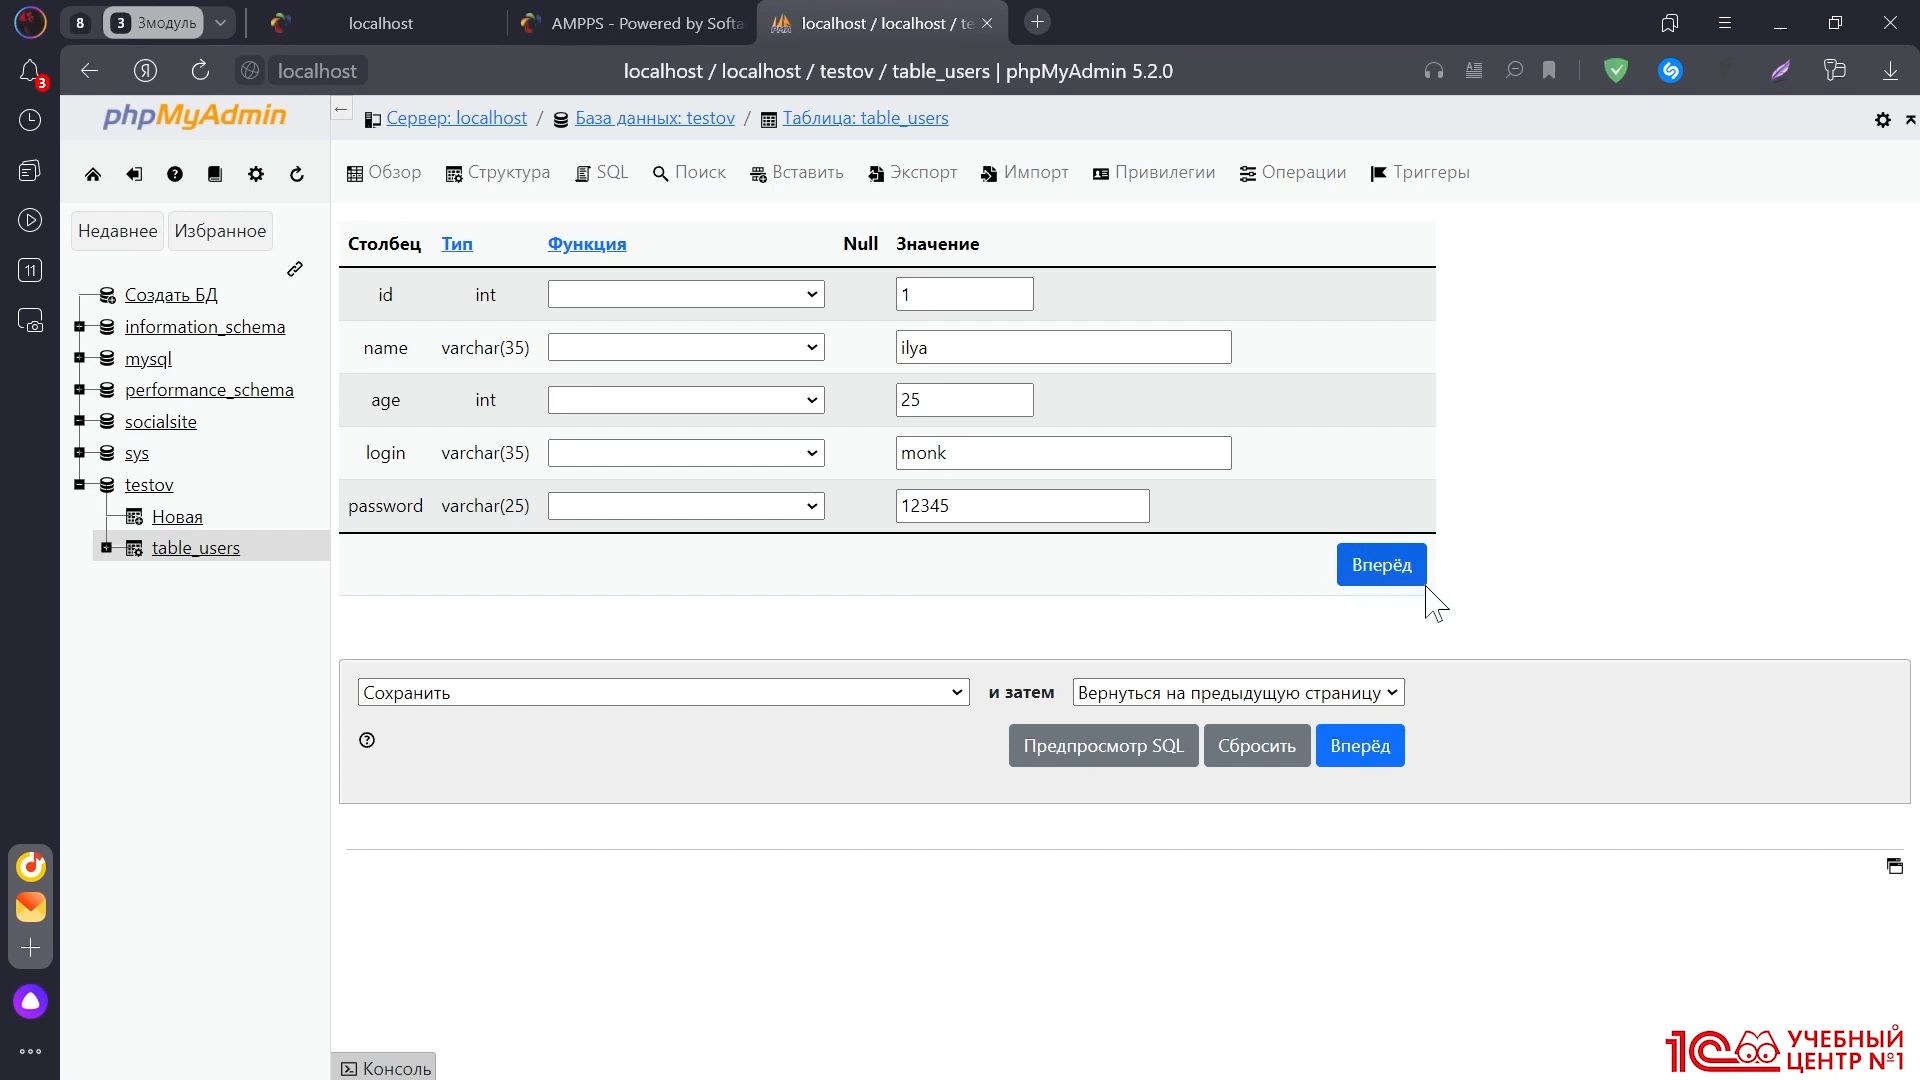 8
3 3модуль
localhost
AMPPS - Powered by Softa
localhost / localhost / te
3
Я
localhost
localhost / localhost / testov / table_users | phpMyAdmin 5.2.0
phpMyAdmin
Сервер: localhost / База данных: testov / Таблица: table_users
Обзор
Структура
SQL
Поиск
Вставить
Экспорт
Импорт
Привилегии
Операции
Триггеры
Недавнее
Избранное
Создать БД
information_schema
mysql
performance_schema
socialsite
sys
testov
Новая
table_users
11
Столбец Тип Функция Null Значение
id int 1
name varchar(35) ilya
age int 25
login varchar(35) monk
password varchar(25) 12345
Вперёд
Сохранить и затем Вернуться на предыдущую страницу
Предпросмотр SQL Сбросить Вперёд
Консоль
1С УЧЕБНЫЙ
ЦЕНТР №1